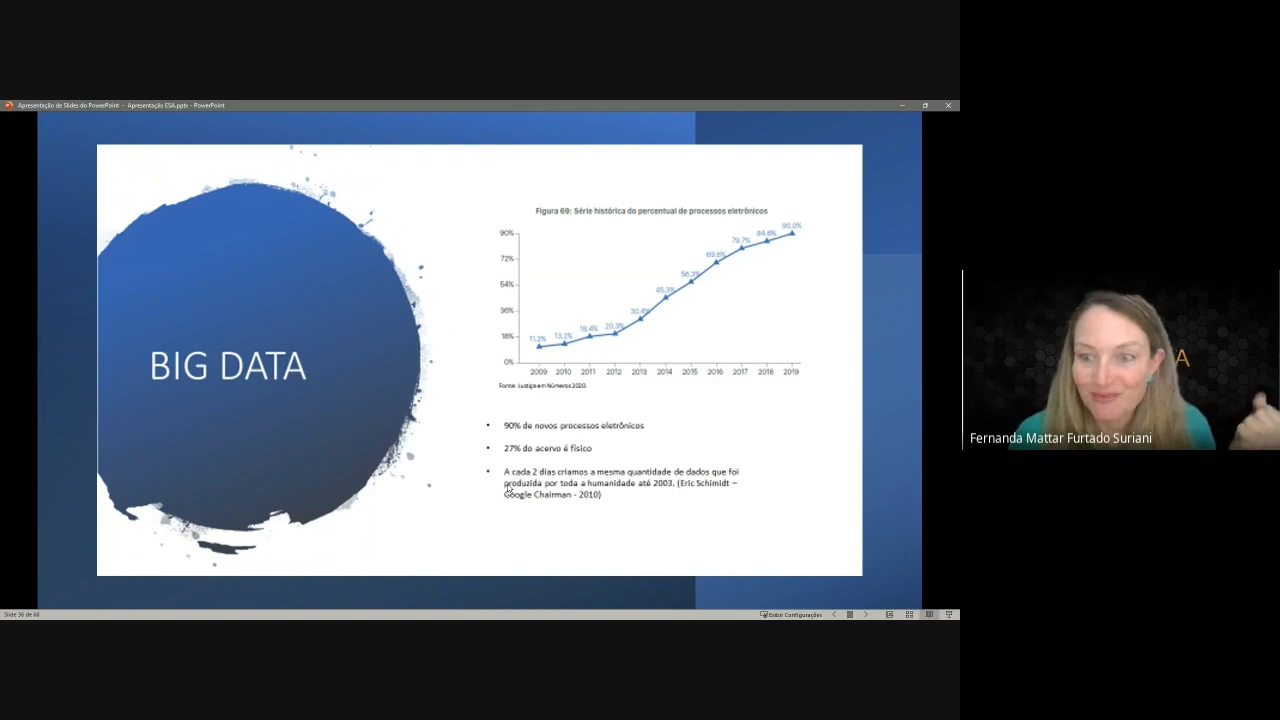 Apresentação de Slides do PowerPoint - Apresentação ESA.pptx - PowerPoint
BIG DATA
Figura 69: Série histórica do percentual de processos eletrônicos
90%
72%
54%
36%
18%
0%
11,2%
13,2%
18,4%
20,3%
30,4%
45,3%
56,3%
69,8%
79,7%
84,8%
90,0%
2009 2010 2011 2012 2013 2014 2015 2016 2017 2018 2019
Fonte: Justiça em Números 2020.
• 90% de novos processos eletrônicos
• 27% do acervo é físico
• A cada 2 dias criamos a mesma quantidade de dados que foi
produzida por toda a humanidade até 2003. (Eric Schimidt –
Google Chairman - 2010)
Slide 36 de 68
Exibir Configurações
A
Fernanda Mattar Furtado Suriani